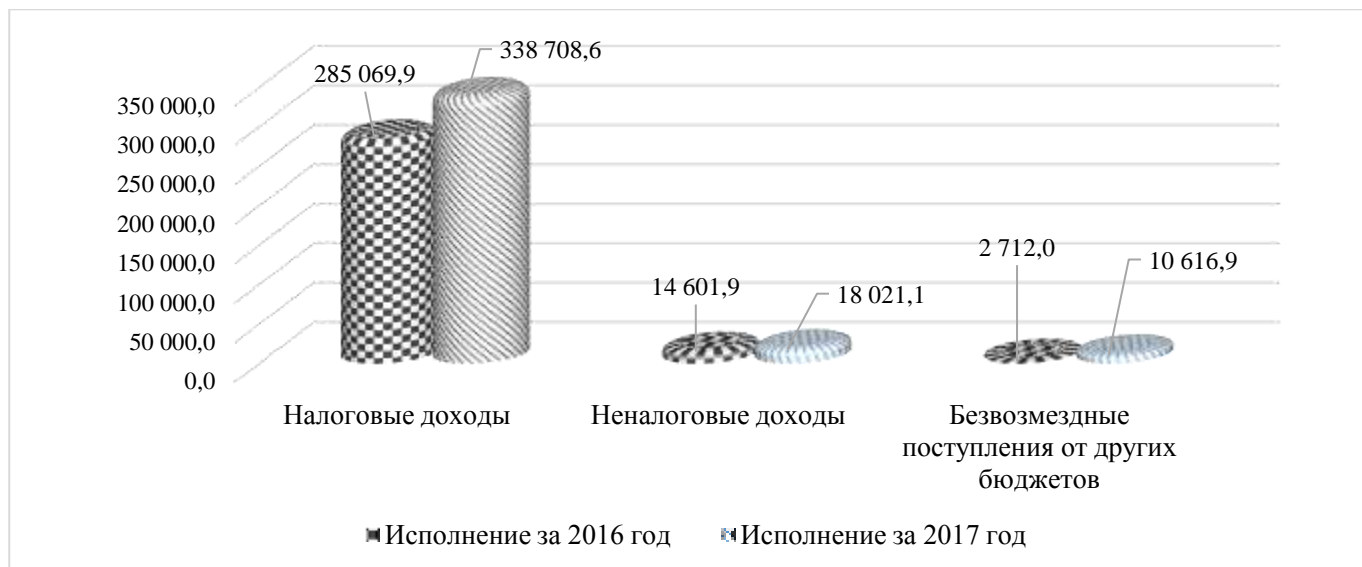 338 708,6
285 069,9
350 000,0
300 000,0
250 000,0
200 000,0
150 000,0
100 000,0
50 000,0
0,0
14 601,9
18 021,1
2 712,0
10 616,9
Налоговые доходы
Неналоговые доходы
Безвозмездные
поступления от других
бюджетов
Исполнение за 2016 год
Исполнение за 2017 год